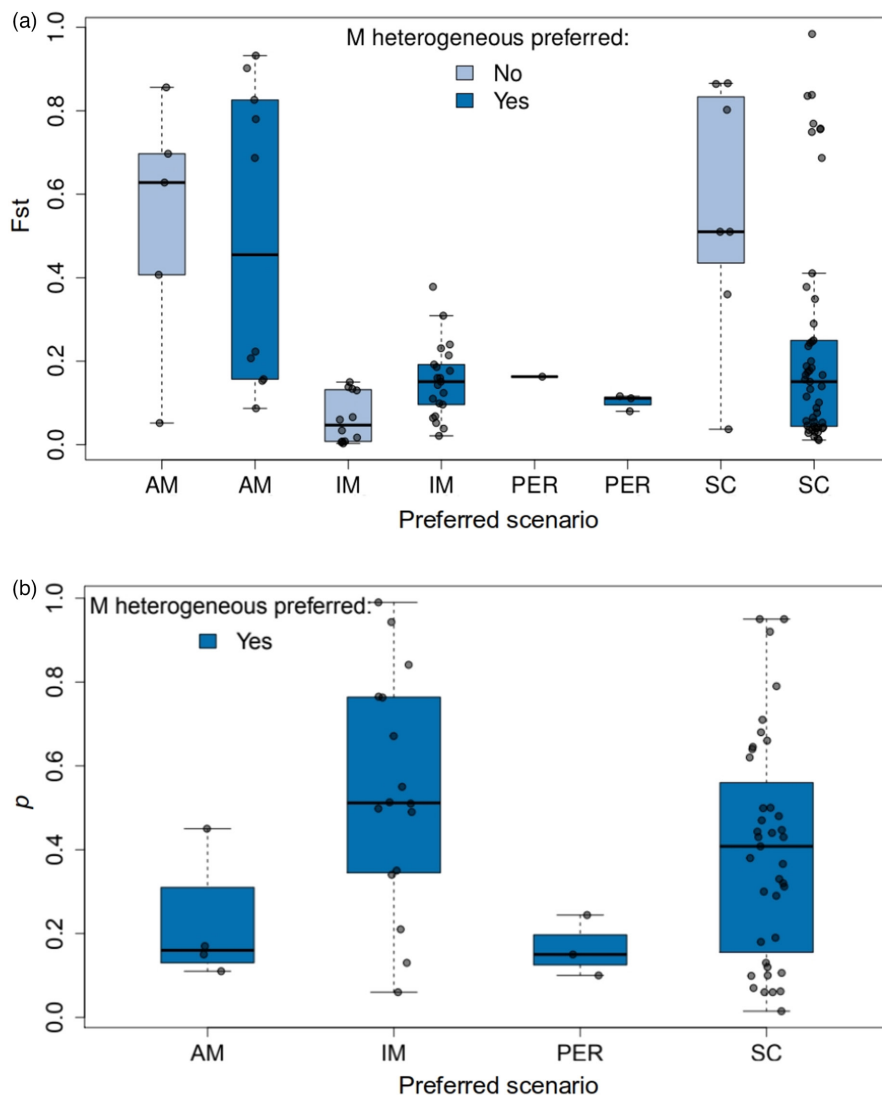 (a)
M heterogeneous preferred:
No
Yes
Fst
1.0
0.8
0.6
0.4
0.2
0.0
AM AM IM IM PER PER SC SC
Preferred scenario
(b)
M heterogeneous preferred:
Yes
p
1.0
0.8
0.6
0.4
0.2
0.0
AM IM PER SC
Preferred scenario